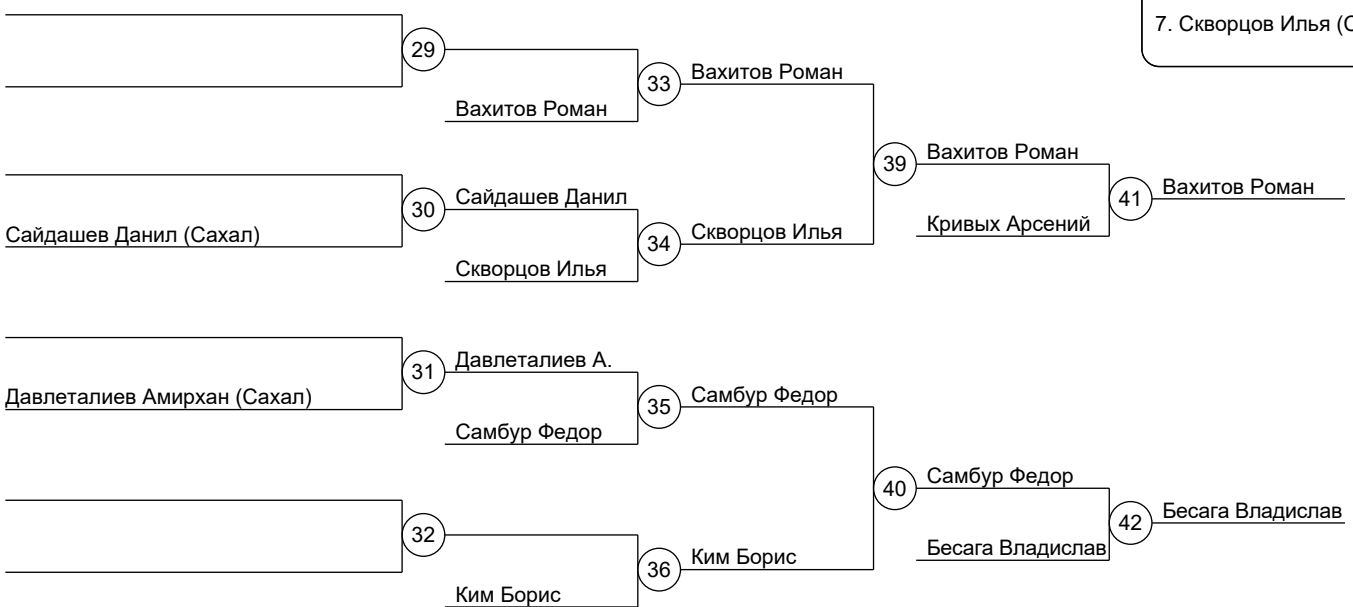 7. Скворцов Илья
29
33
Вахитов Роман
Вахитов Роман
39
Вахитов Роман
41
Вахитов Роман
30
Сайдашев Данил
Сайдашев Данил (Сахал)
34
Скворцов Илья
Кривых Арсений
Скворцов Илья
31
Давлеталиев А.
Давлеталиев Амирхан (Сахал)
35
Самбур Федор
Самбур Федор
40
Самбур Федор
42
Бесага Владислав
32
36
Ким Борис
Бесага Владислав
Ким Борис